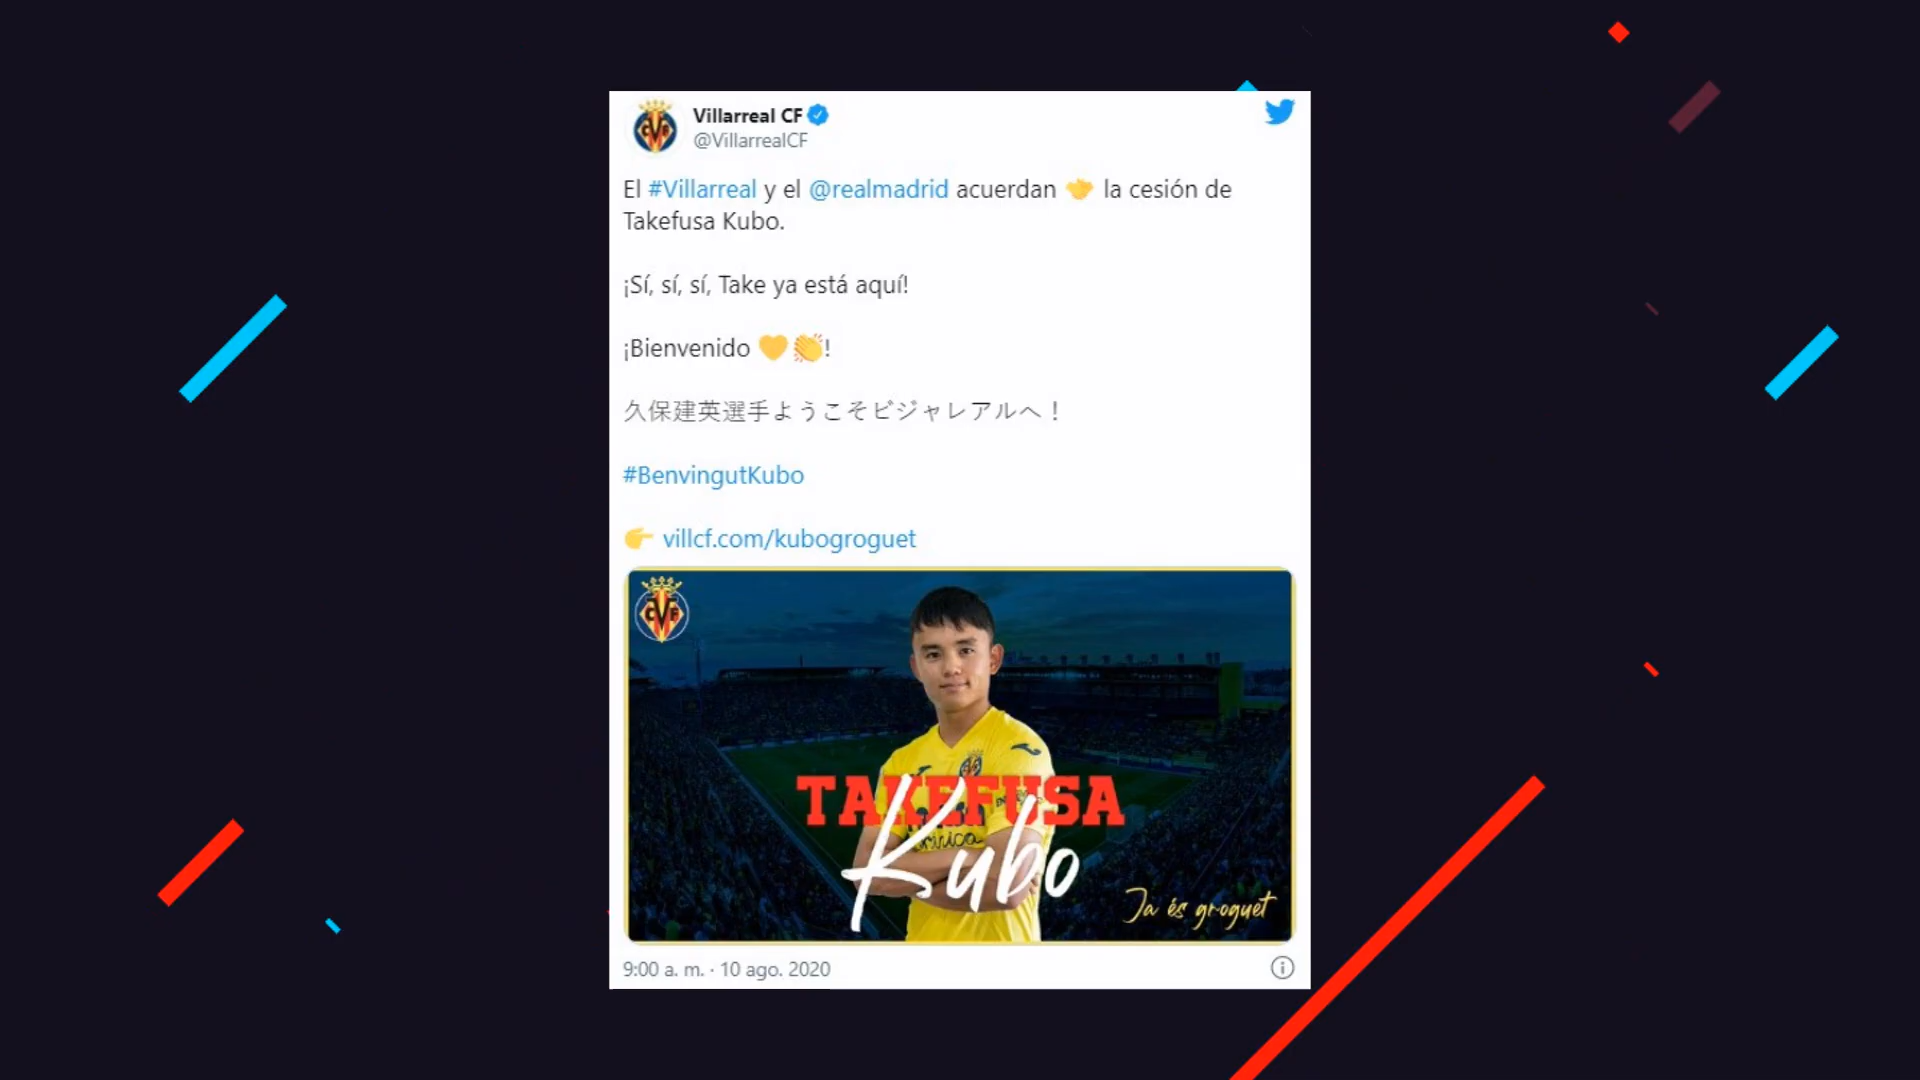 Villarreal CF
@VillarrealCF
El #Villarreal y el @realmadrid acuerdan 🤝 la cesión de
Takefusa Kubo.
¡Sí, sí, sí, Take ya está aquí!
¡Bienvenido 💛👏!
久保建英選手ようこそビジャレアルへ！
#BenvingutKubo
👉 villcf.com/kubogroguet
CVF
TAKEFUSA
Kubo
Ja és groguet
9:00 a. m. · 10 ago. 2020